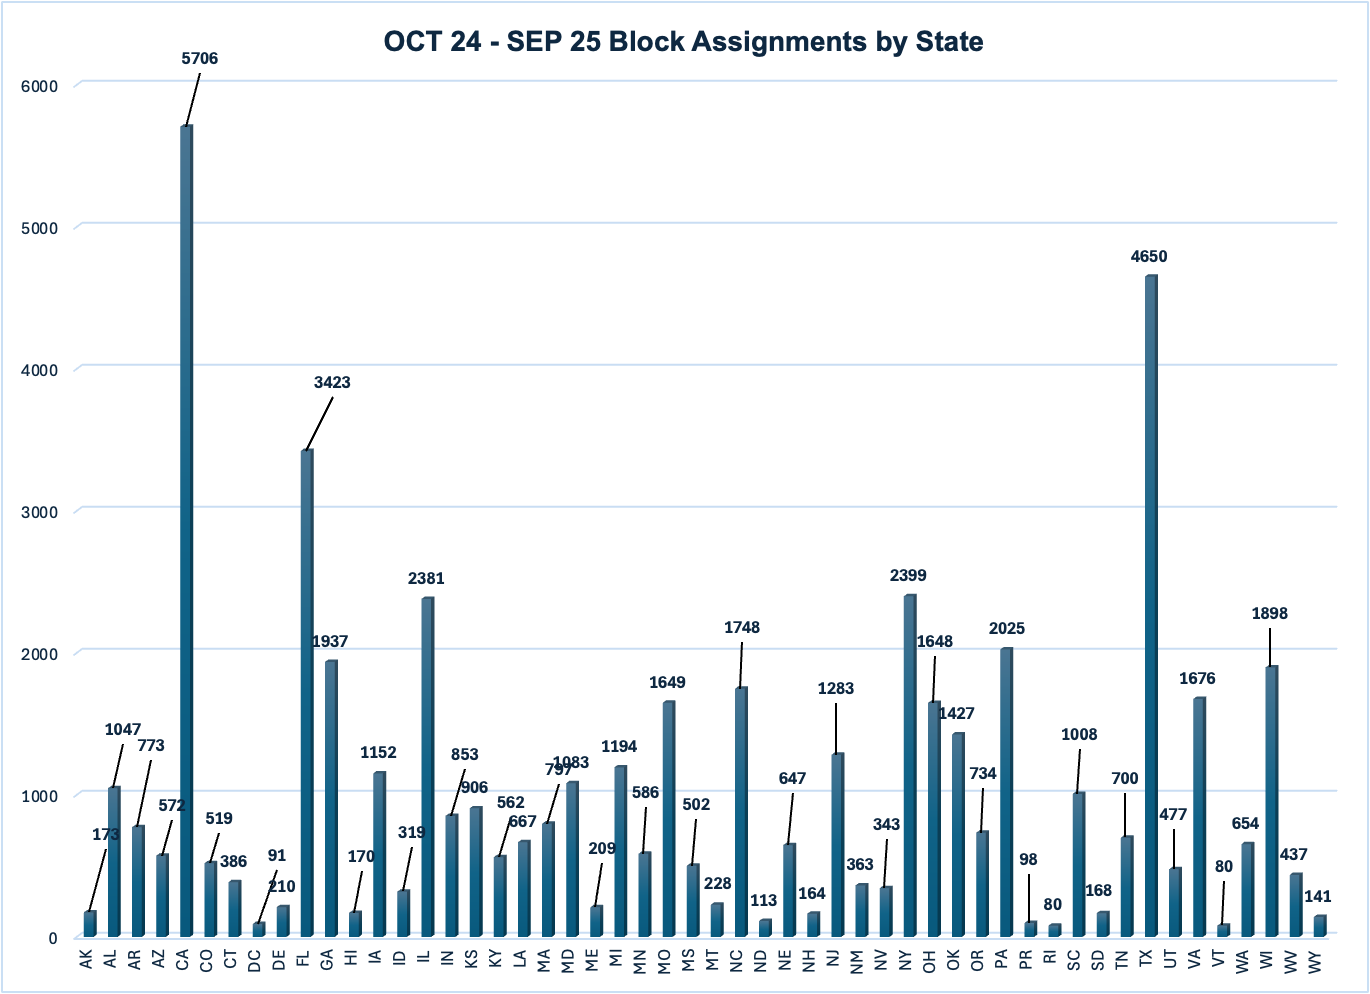 OCT 24 - SEP 25 Block Assignments by State
6000
5000
4000
3000
2000
1000
0
173
1047
773
572
5706
519
386
91
210
3423
1937
170
1152
319
2381
853
906
562
667
797
1083
209
1194
586
1649
502
228
1748
113
647
164
1283
363
343
2399
1648
1427
734
2025
98
80
1008
168
700
4650
477
1676
80
654
1898
437
141
AK
AL
AR
AZ
CA
CO
CT
DC
DE
FL
GA
HI
IA
ID
IL
IN
KS
KY
LA
MA
MD
ME
MI
MN
MO
MS
MT
NC
ND
NE
NH
NJ
NM
NV
NY
OH
OK
OR
PA
PR
RI
SC
SD
TN
TX
UT
VA
VT
WA
WI
WV
WY